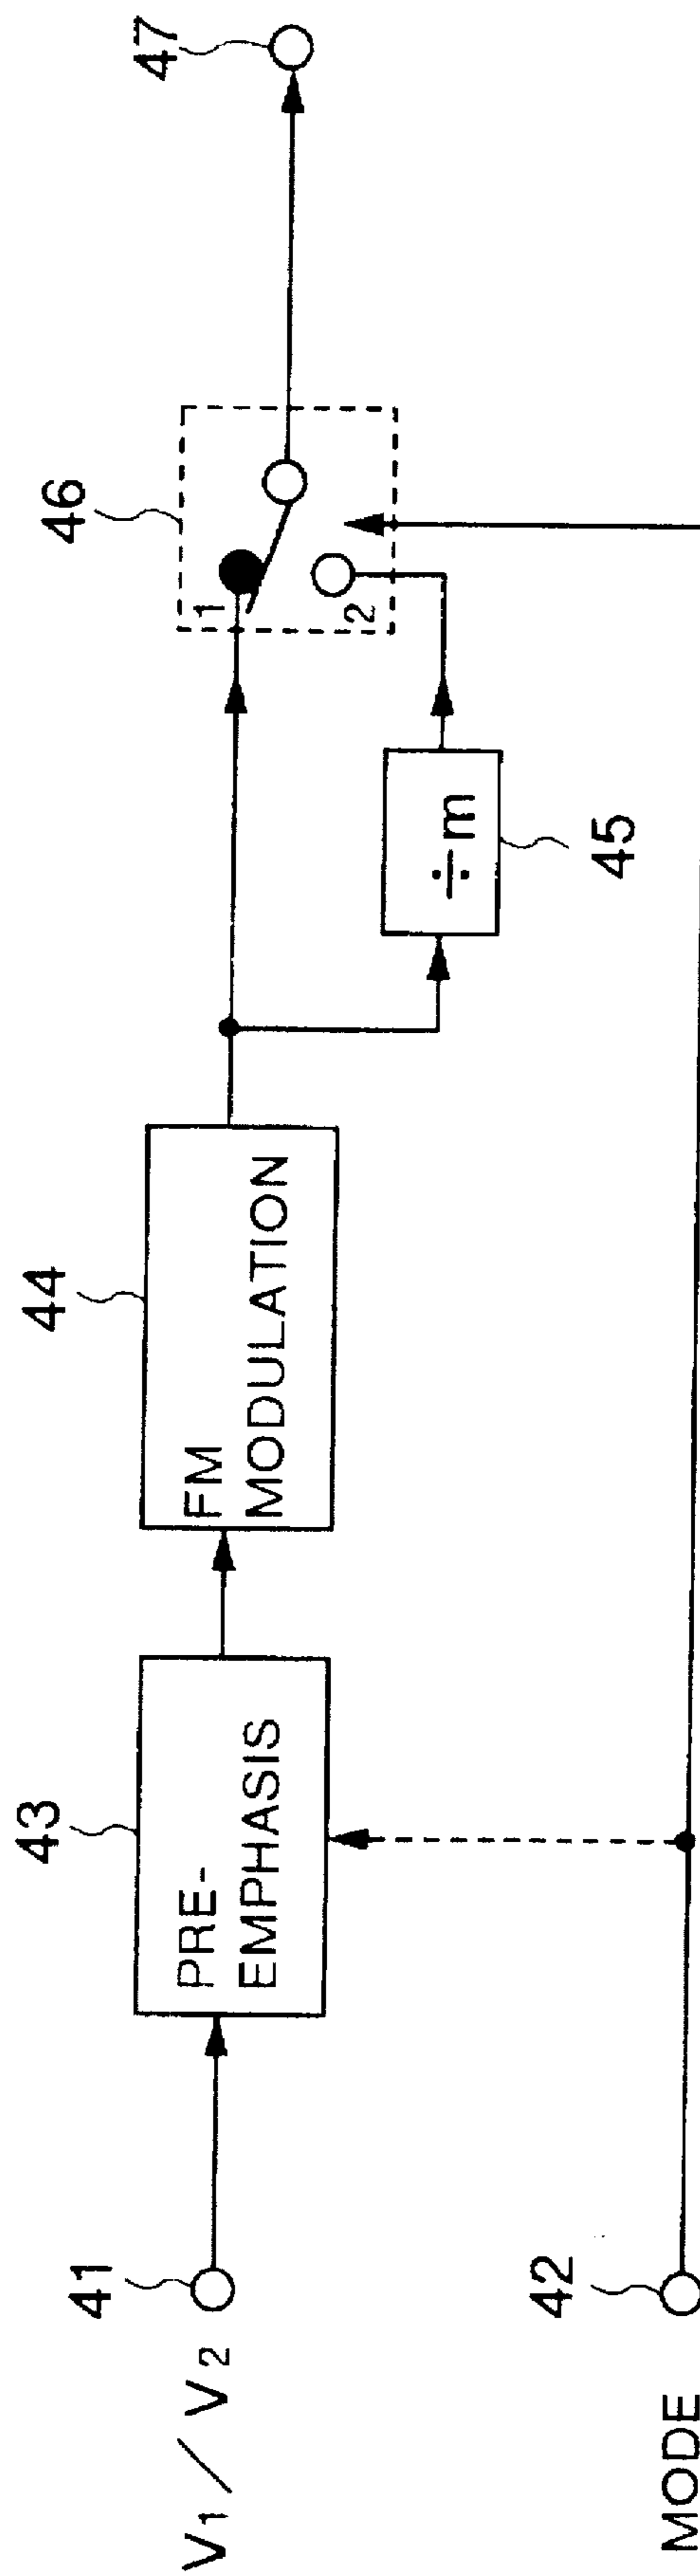 V1 / V2
41
43
PRE-
EMPHASIS
44
FM
MODULATION
45
÷m
46
1
2
47
MODE
42